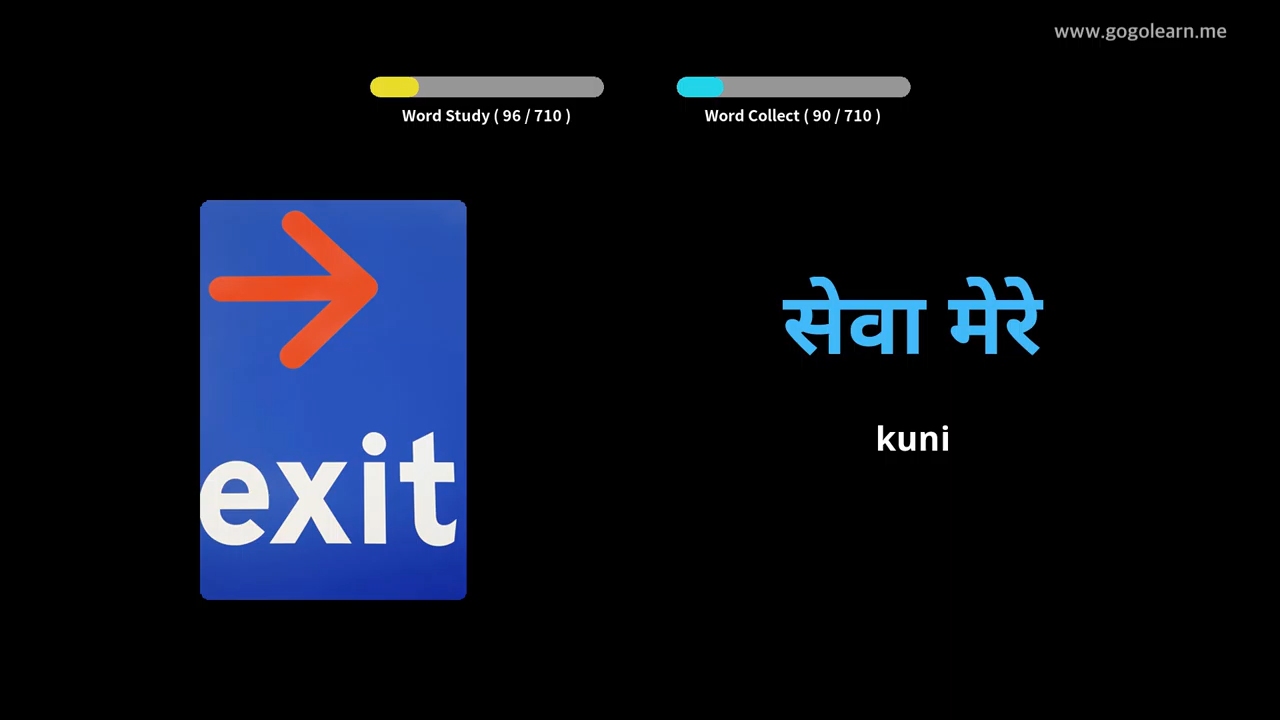 www.gogolearn.me
Word Study ( 96 / 710 )
Word Collect ( 90 / 710 )
exit
सेवा मेरे
kuni